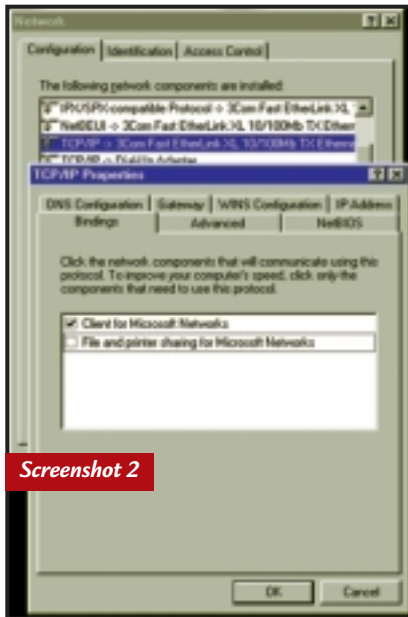 Network
Configuration Identification Access Control
The following network components are installed:
IPX/SPX-compatible Protocol -> 3Com Fast EtherLink XL
NetBEUI -> 3Com Fast EtherLink XL 10/100Mb TX Ethern
TCP/IP -> 3Com Fast EtherLink XL 10/100Mb TX Etherne
TCP/IP -> Dial-Up Adapter
TCP/IP Properties
DNS Configuration Gateway WINS Configuration IP Address
Bindings Advanced NetBIOS
Click the network components that will communicate using this
protocol. To improve your computer's speed, click only the
components that need to use this protocol.
Client for Microsoft Networks
File and printer sharing for Microsoft Networks
Screenshot 2
OK Cancel